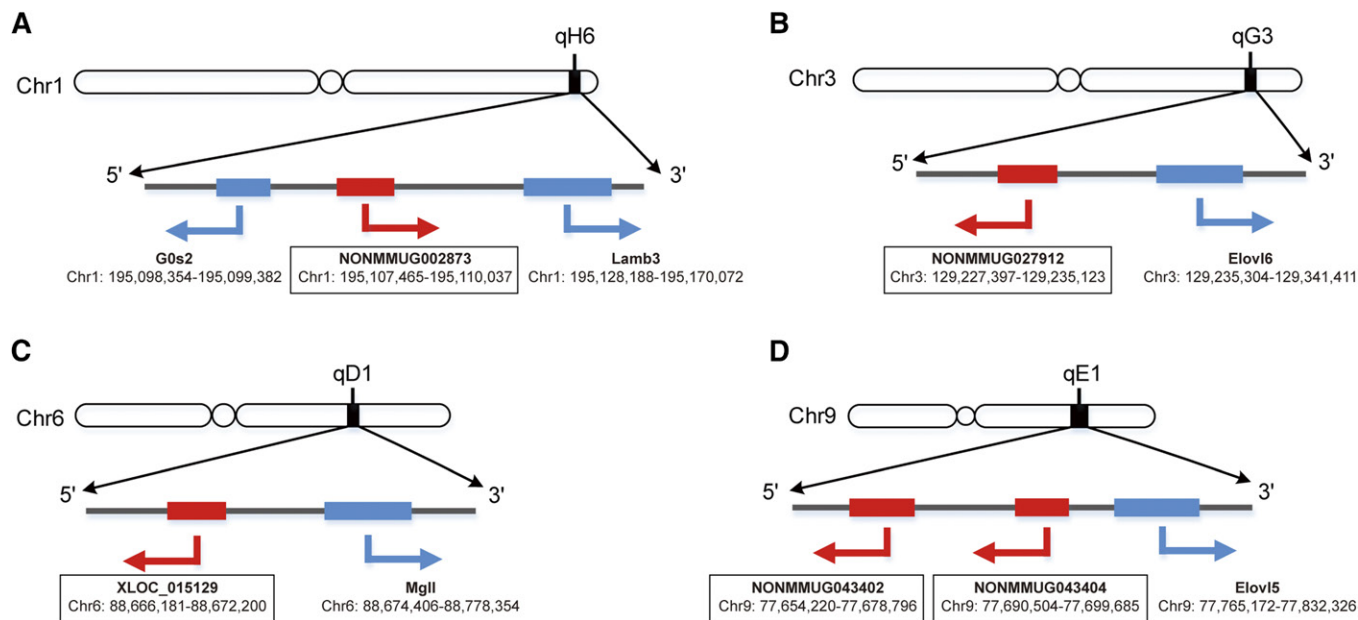 A
qH6
Chr1
5'
3'
G0s2
Chr1: 195,098,354-195,099,382
NONMMUG002873
Chr1: 195,107,465-195,110,037
Lamb3
Chr1: 195,128,188-195,170,072
B
qG3
Chr3
5'
3'
NONMMUG027912
Chr3: 129,227,397-129,235,123
Elovl6
Chr3: 129,235,304-129,341,411
C
qD1
Chr6
5'
3'
XLOC_015129
Chr6: 88,666,181-88,672,200
Mgll
Chr6: 88,674,406-88,778,354
D
qE1
Chr9
5'
3'
NONMMUG043402
Chr9: 77,654,220-77,678,796
NONMMUG043404
Chr9: 77,690,504-77,699,685
Elovl5
Chr9: 77,765,172-77,832,326